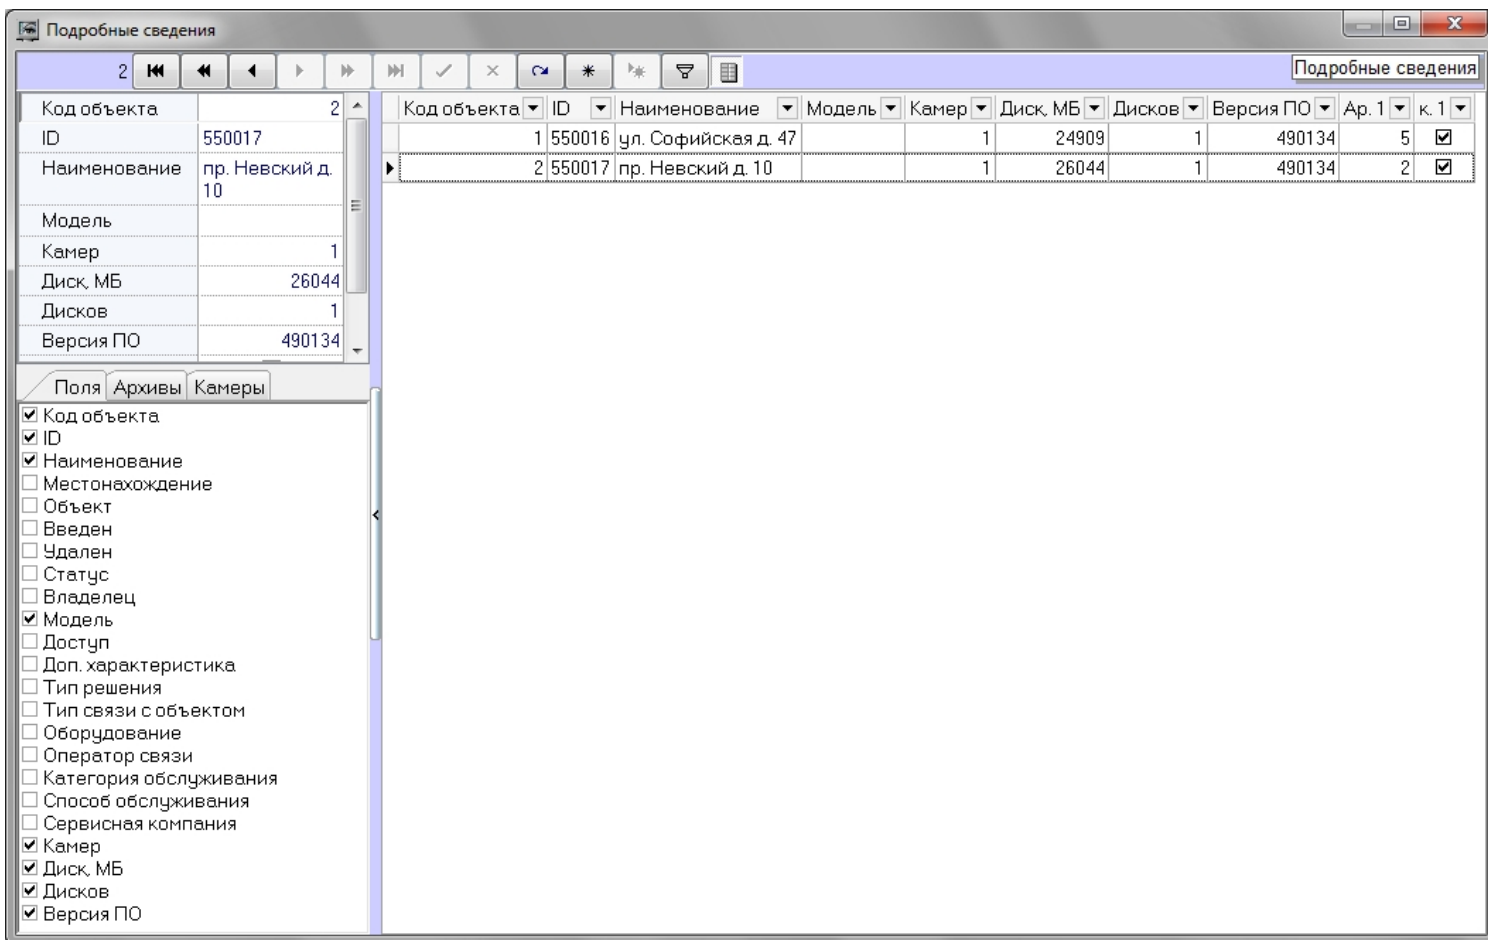 Подробные сведения
2 Подробные сведения
Код объекта 2
ID 550017
Наименование пр. Невский д.
10
Модель
Камер 1
Диск, МБ 26044
Дисков 1
Версия ПО 490134
Код объекта ID Наименование Модель Камер Диск, МБ Дисков Версия ПО Ар. 1 к. 1
1 550016 ул. Софийская д. 47 1 24909 1 490134 5
2 550017 пр. Невский д. 10 1 26044 1 490134 2
Поля Архивы Камеры
Код объекта
ID
Наименование
Местонахождение
Объект
Введен
Удален
Статус
Владелец
Модель
Доступ
Доп. характеристика
Тип решения
Тип связи с объектом
Оборудование
Оператор связи
Категория обслуживания
Способ обслуживания
Сервисная компания
Камер
Диск, МБ
Дисков
Версия ПО